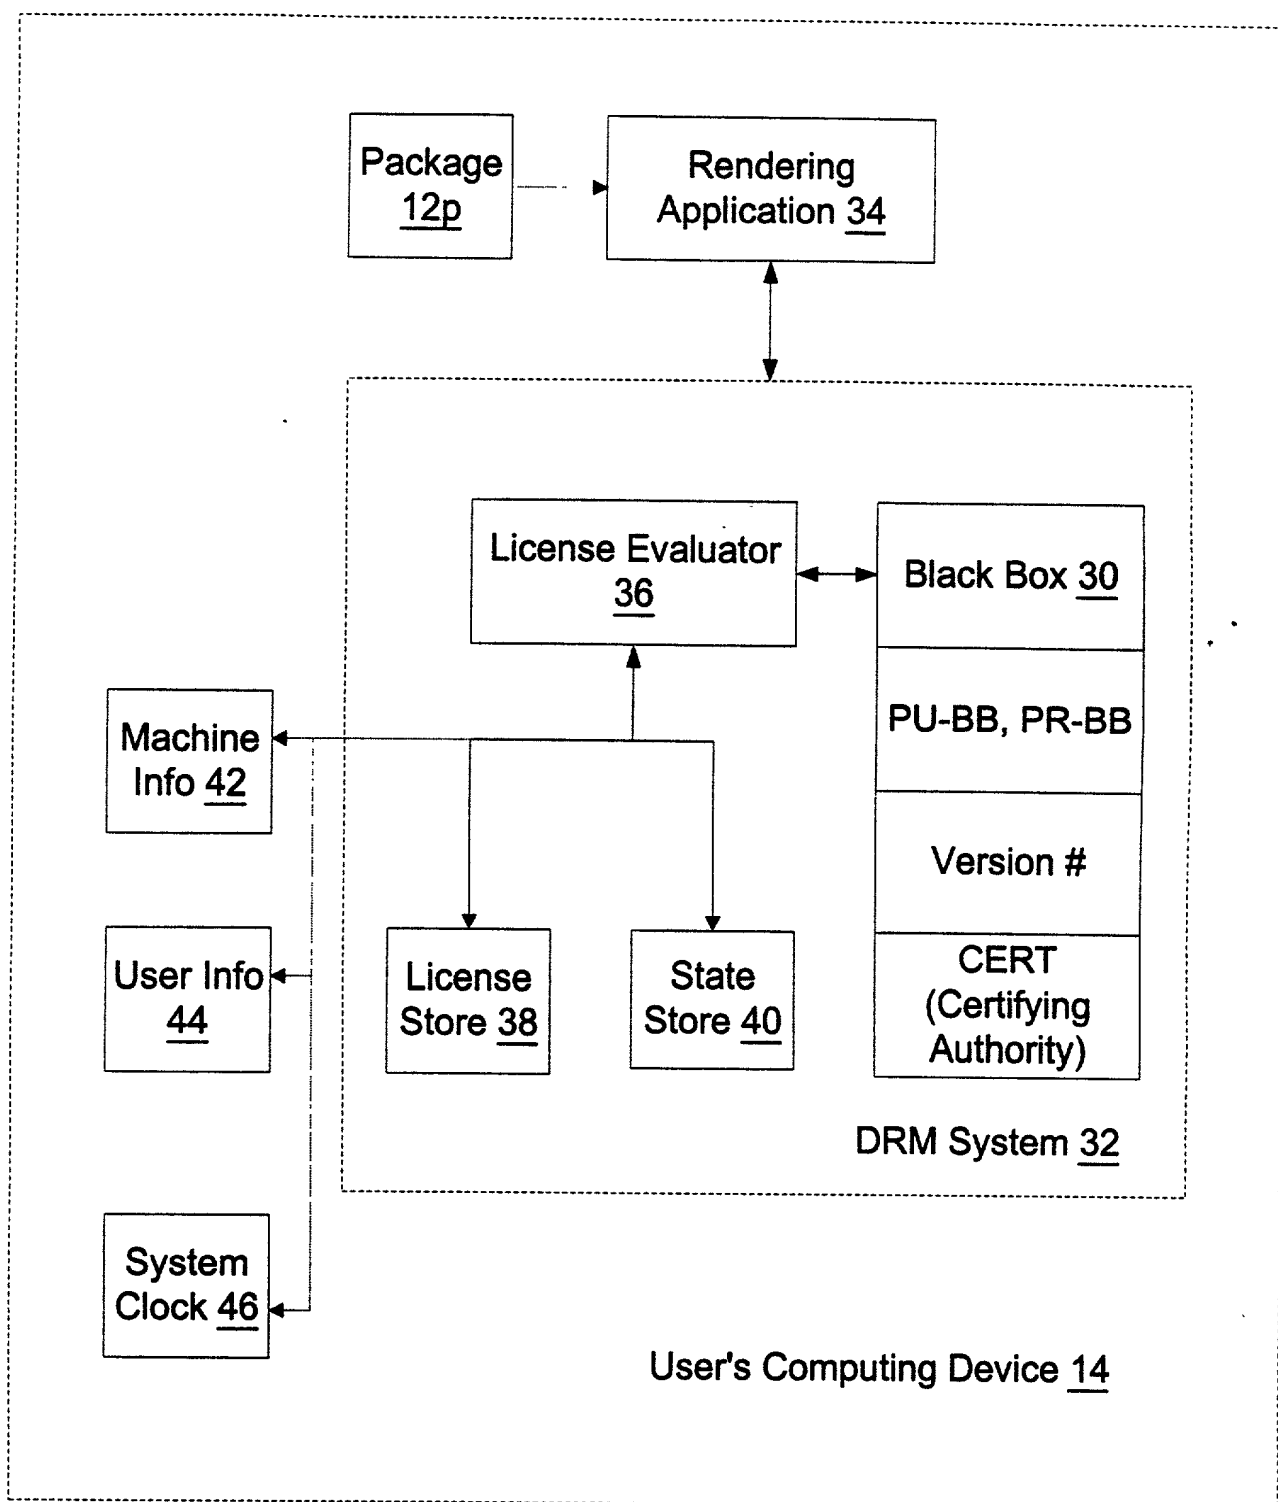 Package
12p
Rendering
Application 34
License Evaluator
36
Black Box 30
PU-BB, PR-BB
Version #
CERT
(Certifying
Authority)
Machine
Info 42
User Info
44
License
Store 38
State
Store 40
DRM System 32
System
Clock 46
User's Computing Device 14